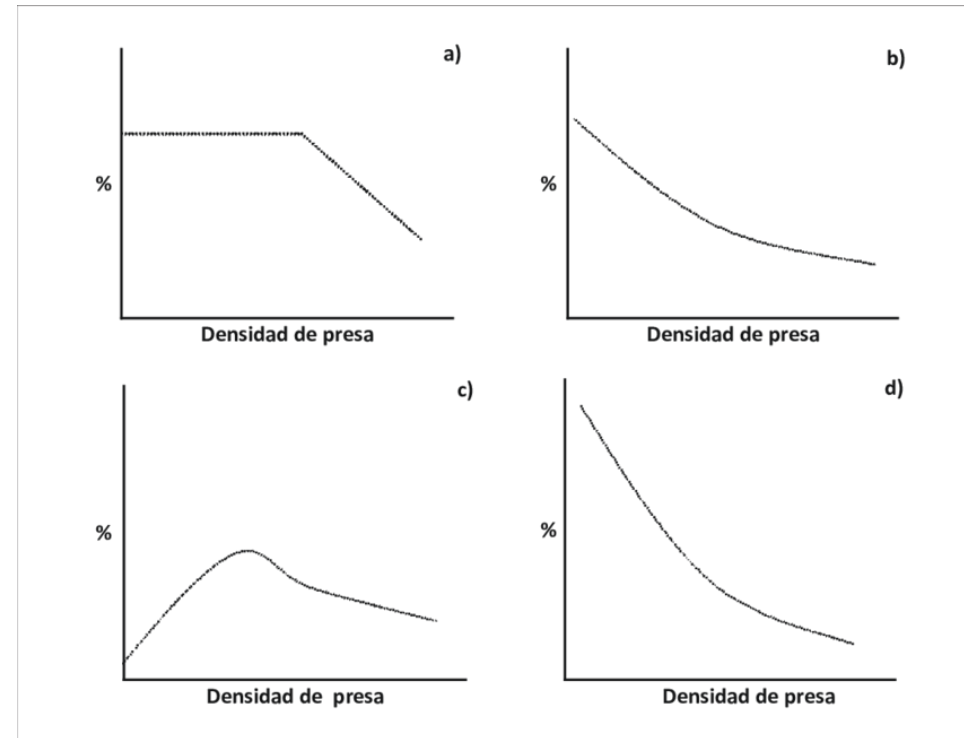 a)
%
Densidad de presa
b)
%
Densidad de presa
c)
%
Densidad de presa
d)
%
Densidad de presa